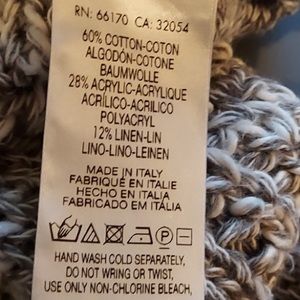 RN: 66170 CA: 32054
60% COTTON-COTON
ALGODÓN-COTONE
BAUMWOLLE
28% ACRYLIC-ACRYLIQUE
ACRÍLICO-ACRILICO
POLYACRYL
12% LINEN-LIN
LINO-LINO-LEINEN
MADE IN ITALY
FABRIQUÉ EN ITALIE
HECHO EN ITALIA
FABRICADO EM ITÁLIA
HAND WASH COLD SEPARATELY,
DO NOT WRING OR TWIST,
USE ONLY NON-CHLORINE BLEACH,